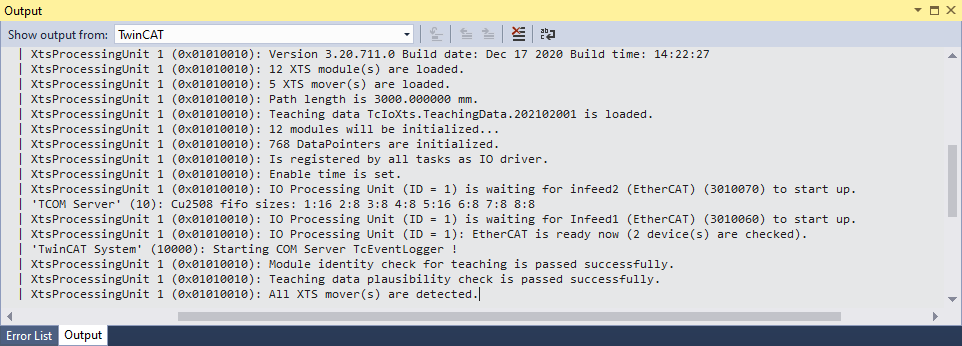 Output
Show output from: TwinCAT
| XtsProcessingUnit 1 (0x01010010): Version 3.20.711.0 Build date: Dec 17 2020 Build time: 14:22:27
| XtsProcessingUnit 1 (0x01010010): 12 XTS module(s) are loaded.
| XtsProcessingUnit 1 (0x01010010): 5 XTS mover(s) are loaded.
| XtsProcessingUnit 1 (0x01010010): Path length is 3000.000000 mm.
| XtsProcessingUnit 1 (0x01010010): Teaching data TcIoXts.TeachingData.202102001 is loaded.
| XtsProcessingUnit 1 (0x01010010): 12 modules will be initialized...
| XtsProcessingUnit 1 (0x01010010): 768 DataPointers are initialized.
| XtsProcessingUnit 1 (0x01010010): Is registered by all tasks as IO driver.
| XtsProcessingUnit 1 (0x01010010): Enable time is set.
| XtsProcessingUnit 1 (0x01010010): IO Processing Unit (ID = 1) is waiting for infeed2 (EtherCAT) (3010070) to start up.
| 'TCOM Server' (10): Cu2508 fifo sizes: 1:16 2:8 3:8 4:8 5:16 6:8 7:8 8:8
| XtsProcessingUnit 1 (0x01010010): IO Processing Unit (ID = 1) is waiting for Infeed1 (EtherCAT) (3010060) to start up.
| XtsProcessingUnit 1 (0x01010010): IO Processing Unit (ID = 1): EtherCAT is ready now (2 device(s) are checked).
| 'TwinCAT System' (10000): Starting COM Server TcEventLogger !
| XtsProcessingUnit 1 (0x01010010): Module identity check for teaching is passed successfully.
| XtsProcessingUnit 1 (0x01010010): Teaching data plausibility check is passed successfully.
| XtsProcessingUnit 1 (0x01010010): All XTS mover(s) are detected.
Error List Output